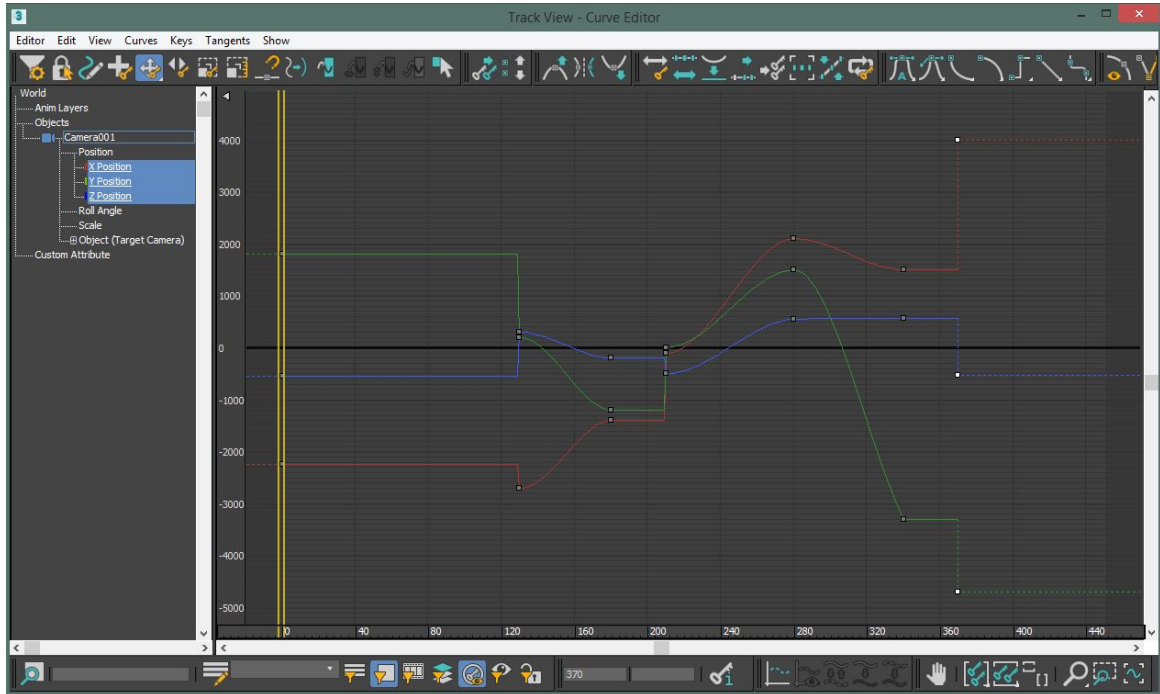 3 Track View - Curve Editor
Editor Edit View Curves Keys Tangents Show
World
Anim Layers
Objects
Camera001
Position
X Position
Y Position
Z Position
Roll Angle
Scale
Object (Target Camera)
Custom Attribute
4000
3000
2000
1000
0
-1000
-2000
-3000
-4000
-5000
0 40 80 120 160 200 240 280 320 360 400 440
370